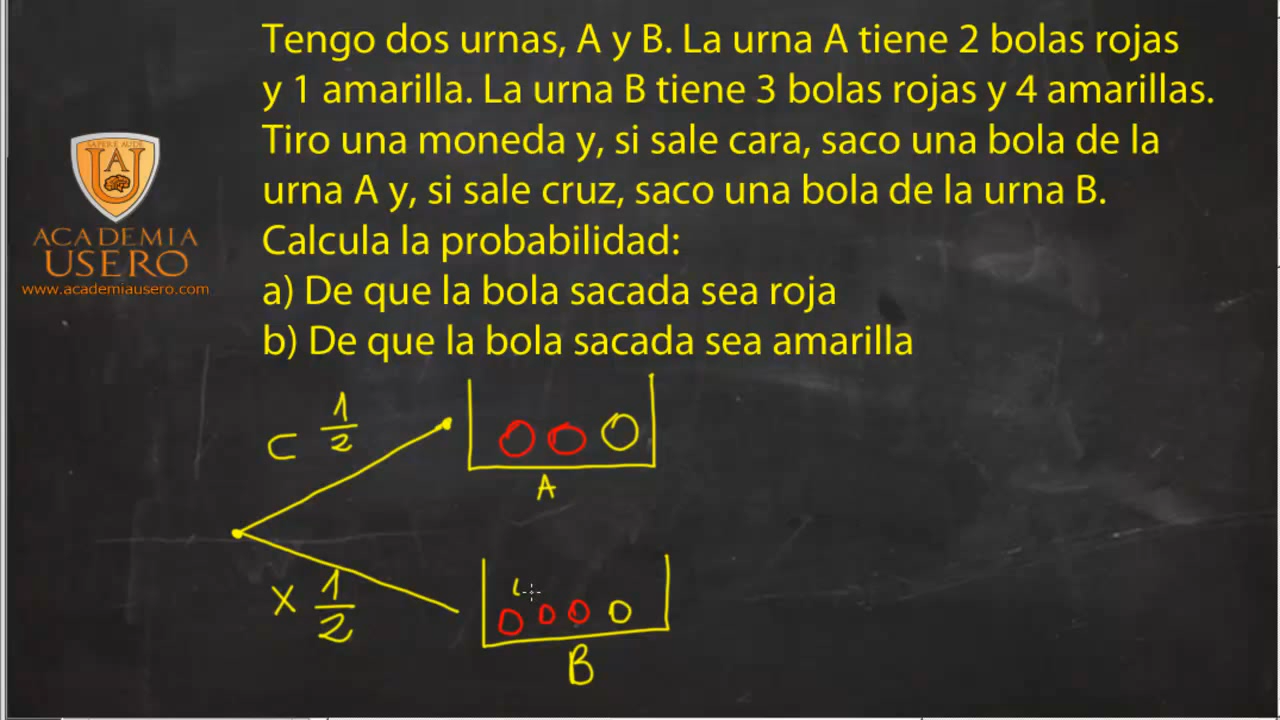 Tengo dos urnas, A y B. La urna A tiene 2 bolas rojas
y 1 amarilla. La urna B tiene 3 bolas rojas y 4 amarillas.
Tiro una moneda y, si sale cara, saco una bola de la
urna A y, si sale cruz, saco una bola de la urna B.
Calcula la probabilidad:
a) De que la bola sacada sea roja
b) De que la bola sacada sea amarilla
SAPERE AUDE
UAI
ACADEMIA
USERO
www.academiausero.com
C 1/2
A
X 1/2
B